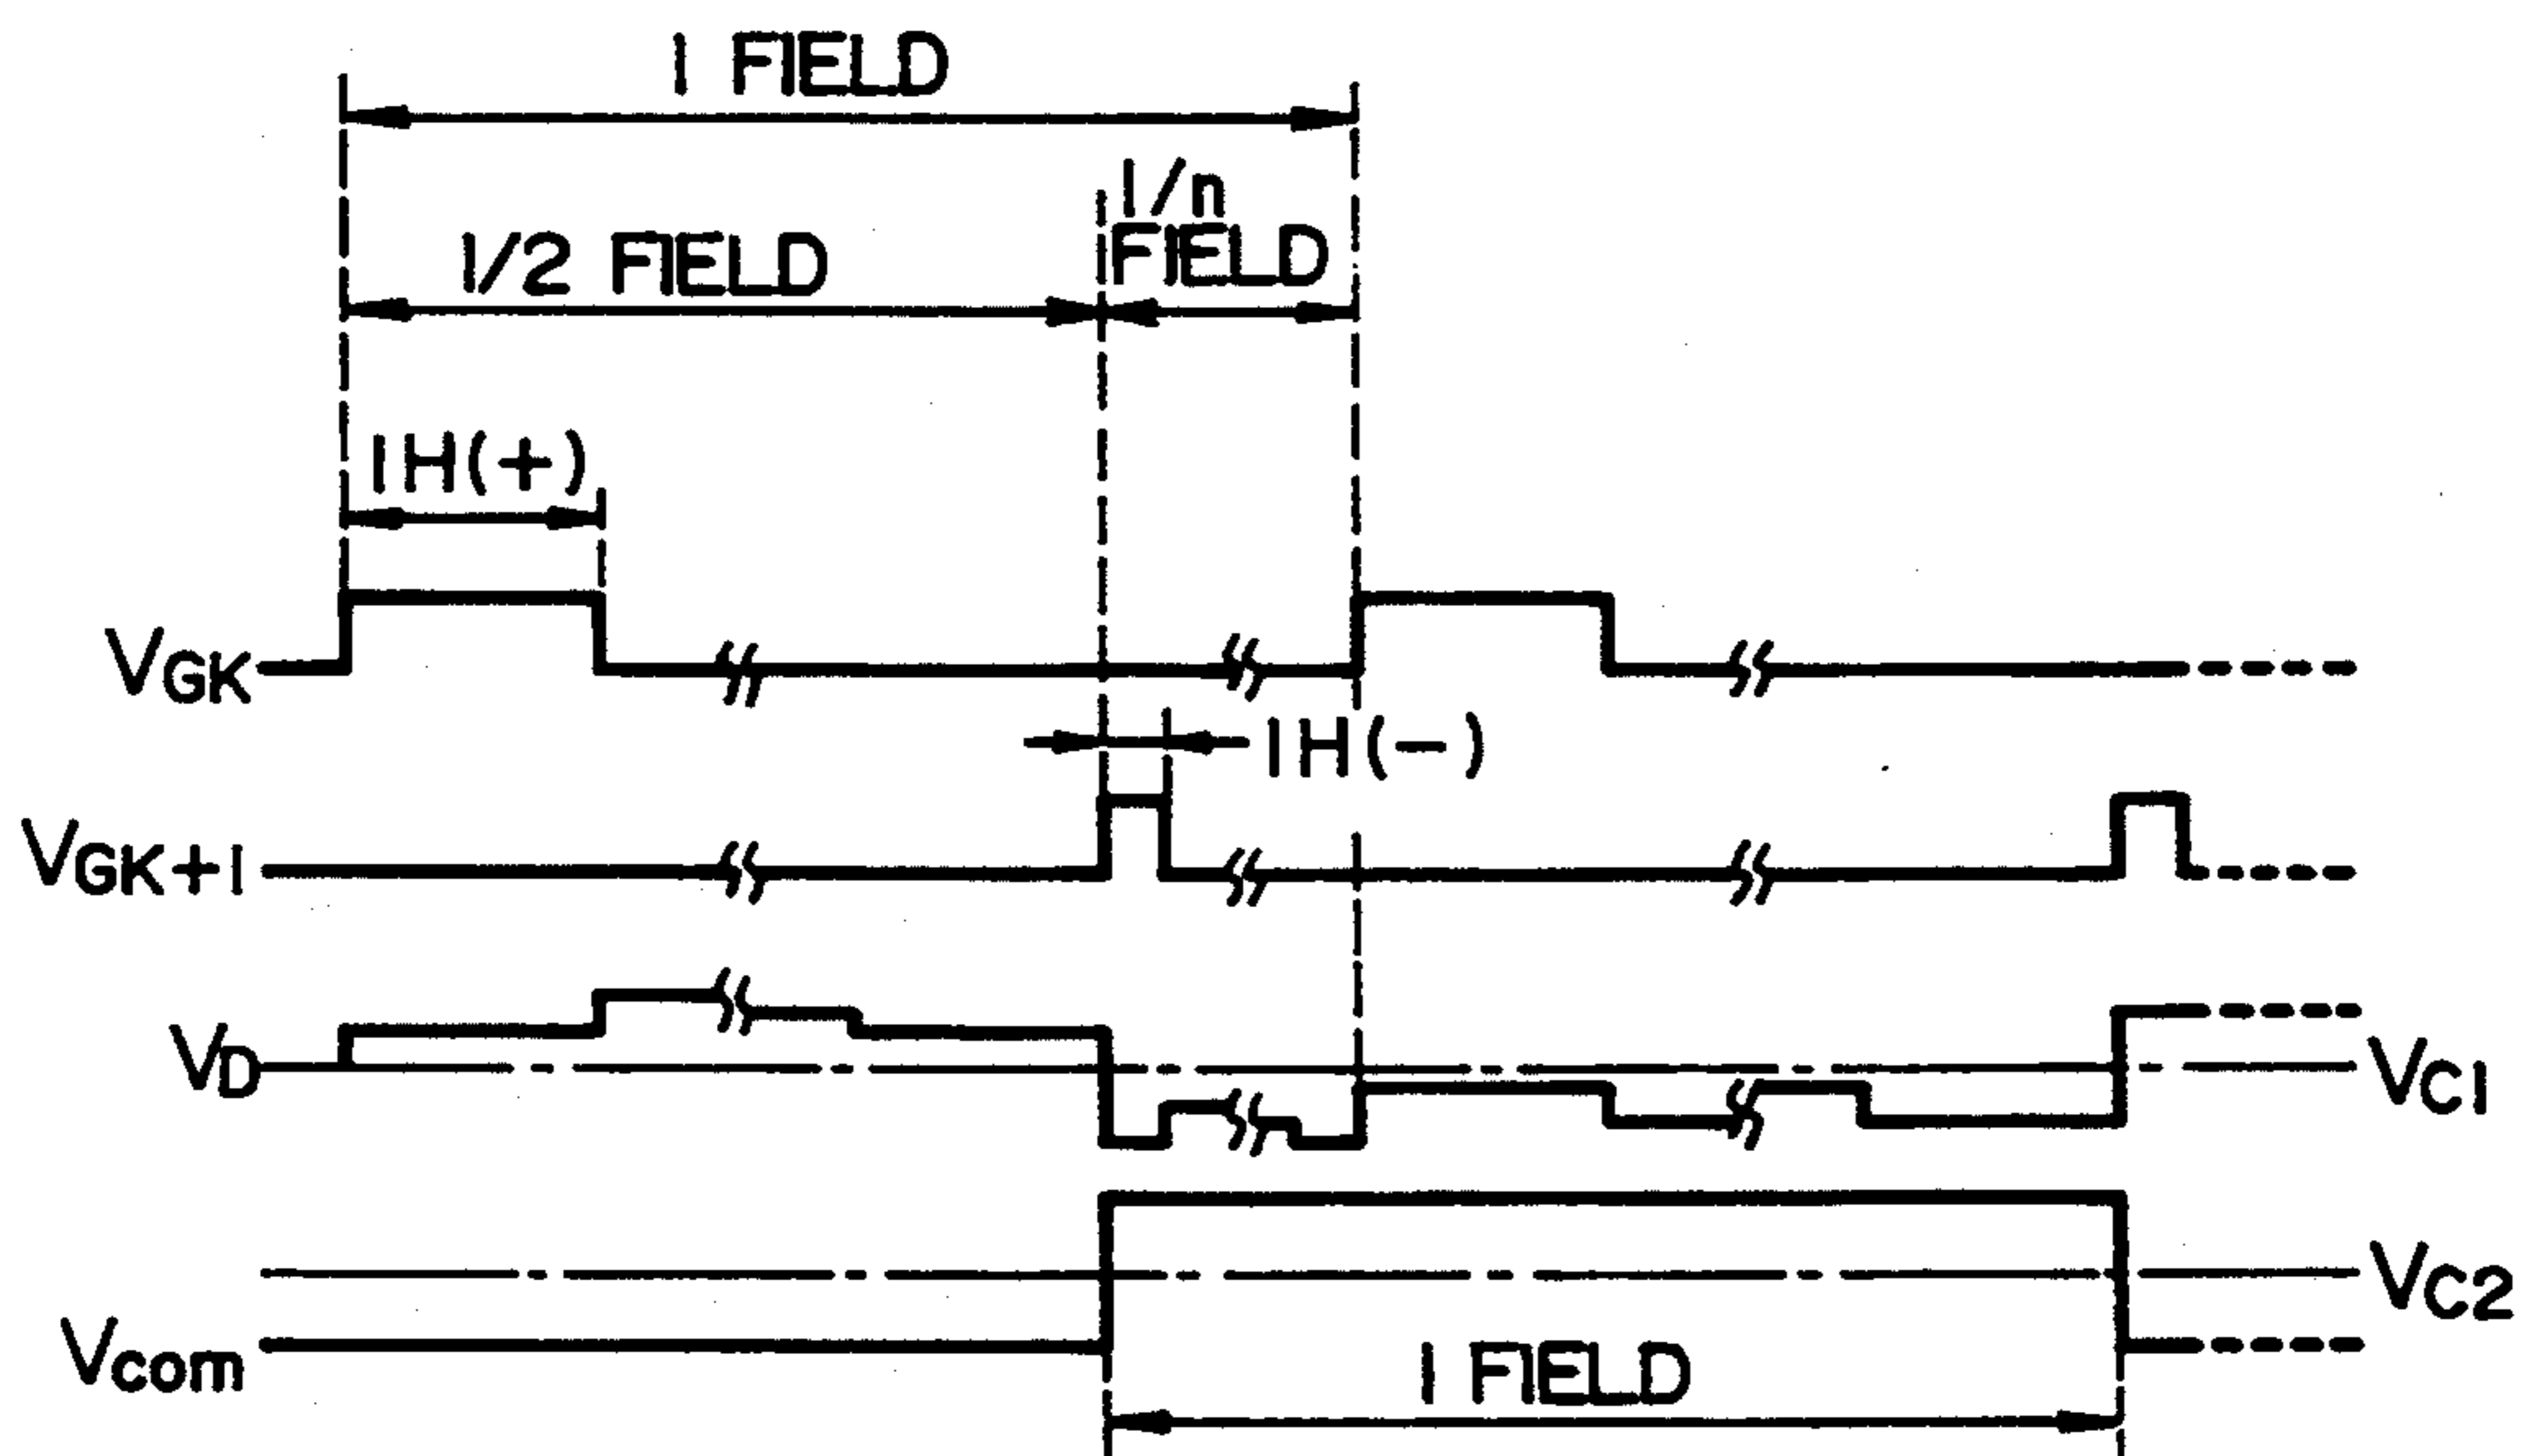 1 FIELD
1/n
1/2 FIELD FIELD
1H(+)
VGK
1H(-)
VGK+1
VD
VC1
VC2
Vcom
1 FIELD